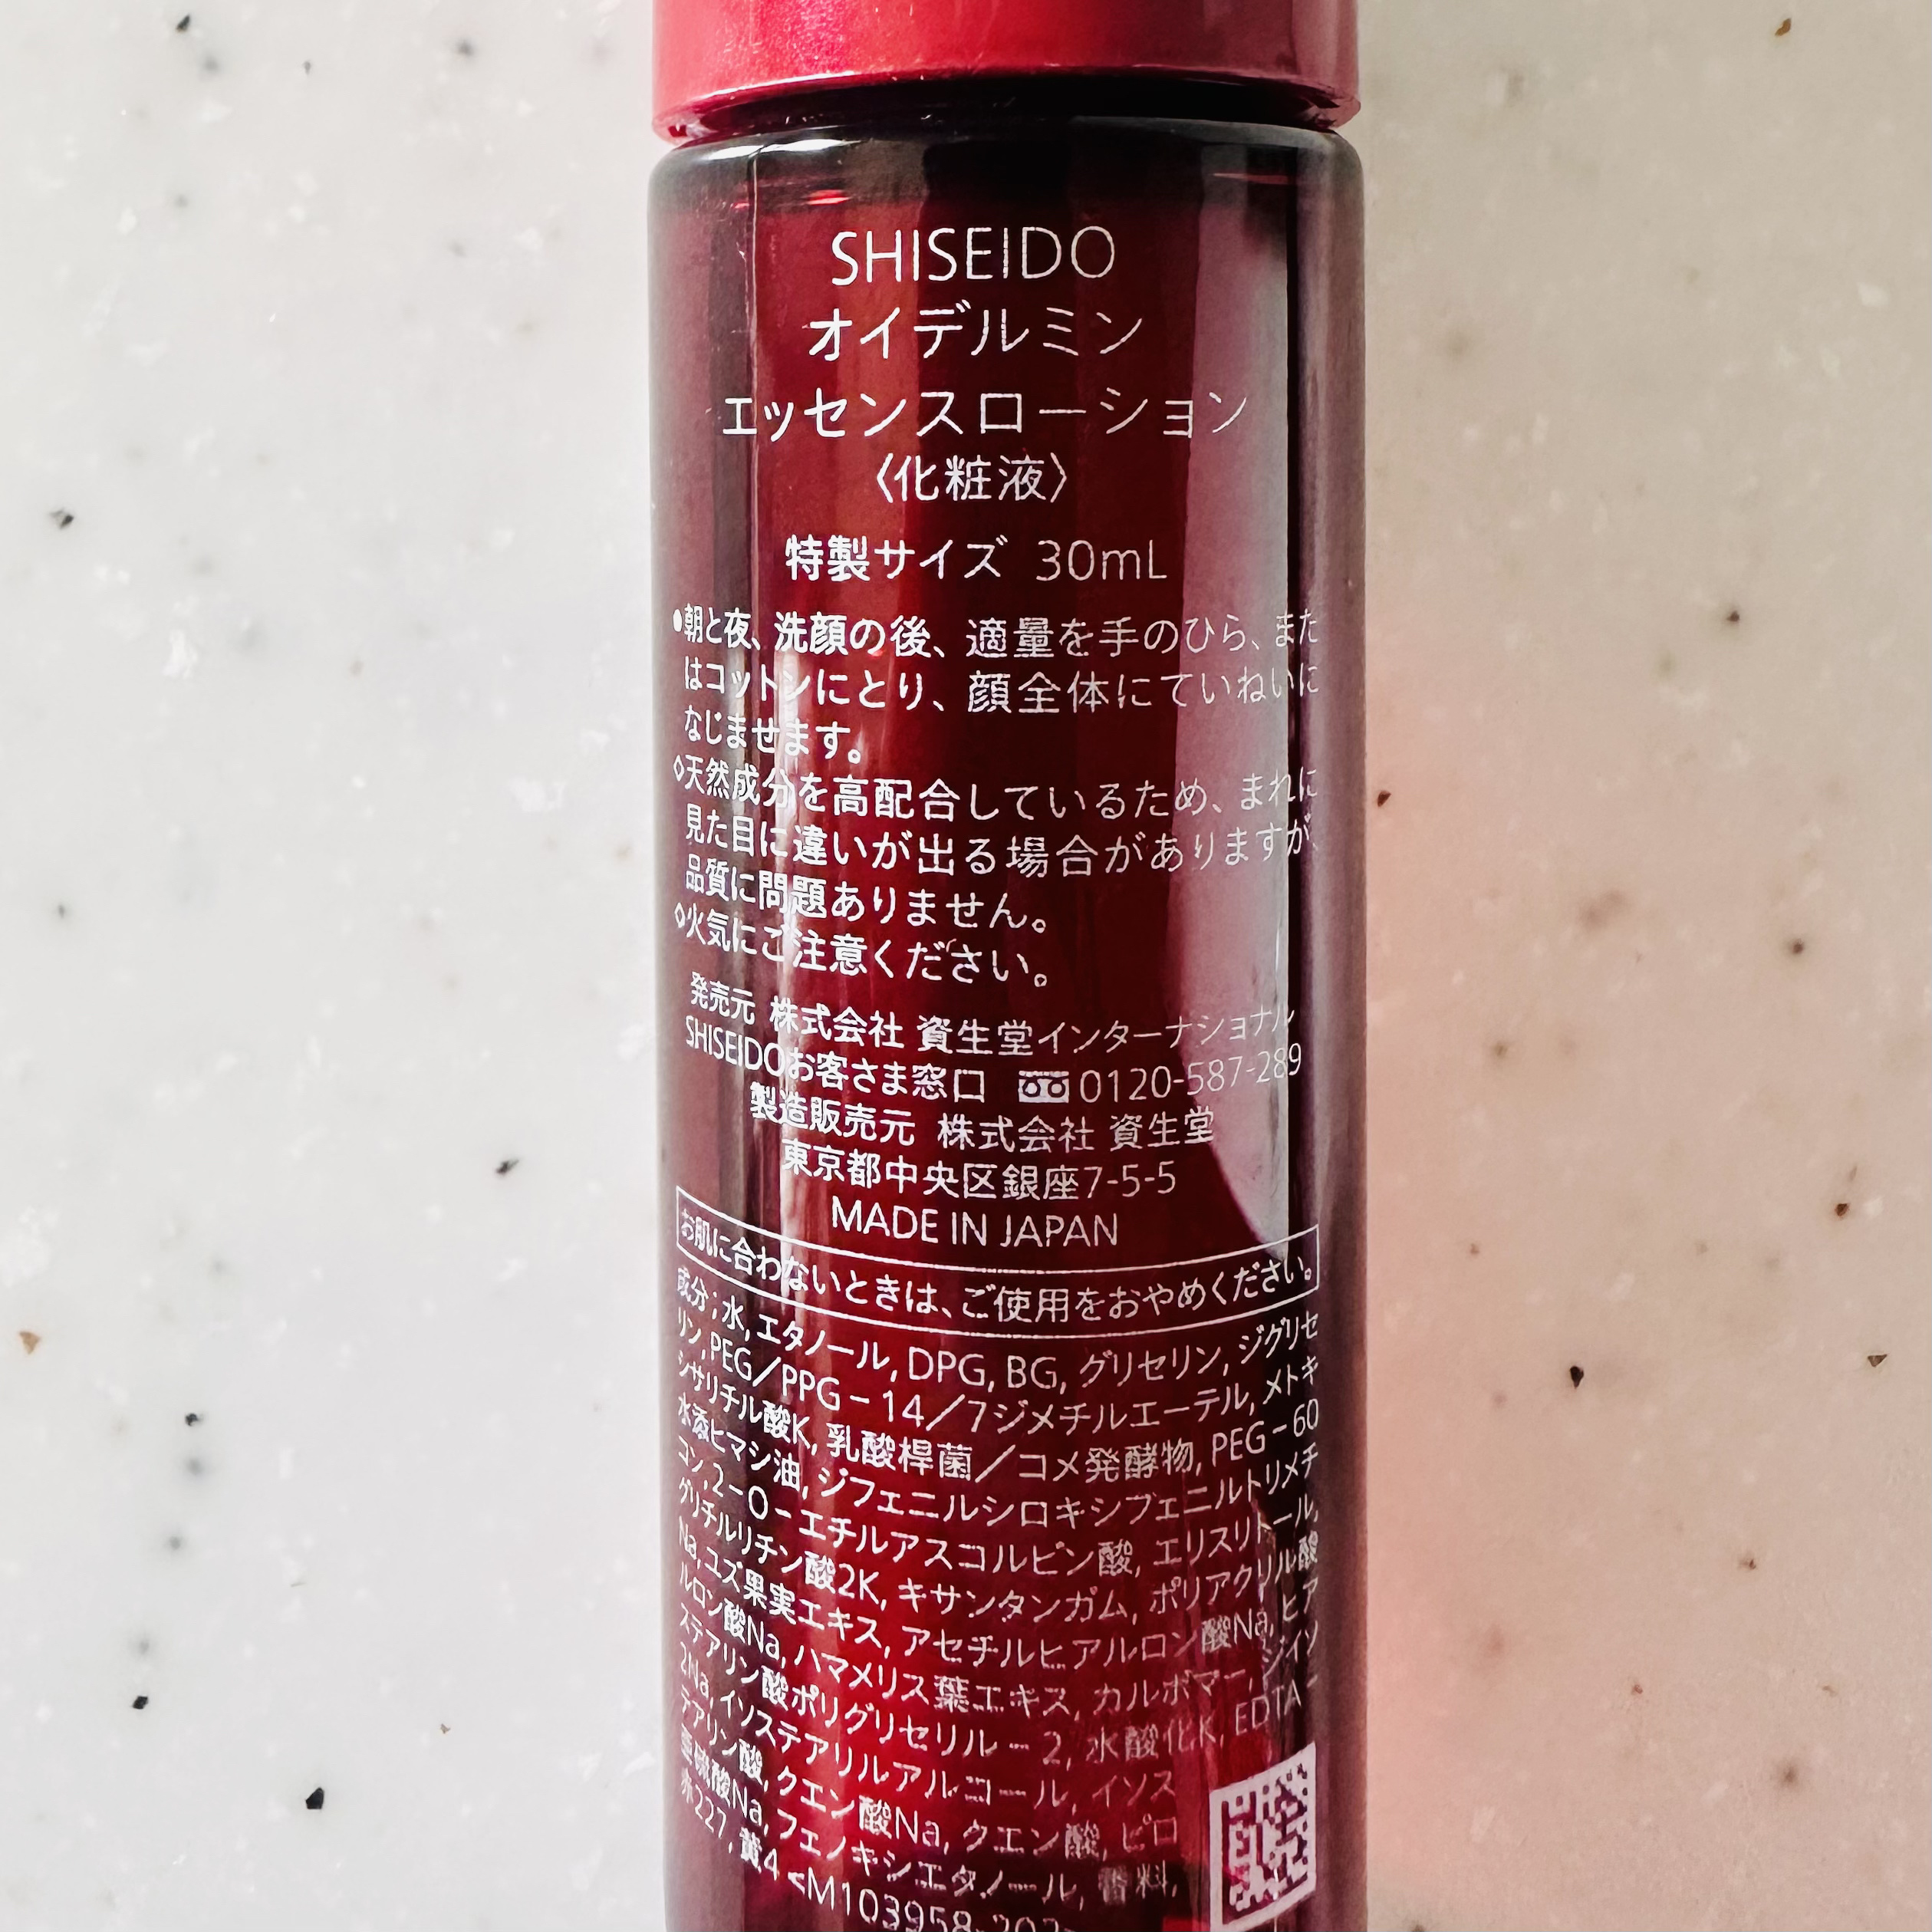 SHISEIDO
オイデルミン
エッセンスローション
〈化粧液〉
特製サイズ 30mL
●朝と夜、洗顔の後、適量を手のひら、また
はコットンにとり、顔全体にていねいに
なじませます。
◇天然成分を高配合しているため、まれに
見た目に違いが出る場合がありますが、
品質に問題ありません。
◇火気にご注意ください。
発売元 株式会社 資生堂インターナショナル
SHISEIDOお客さま窓口 0120-587-289
製造販売元 株式会社 資生堂
東京都中央区銀座7-5-5
MADE IN JAPAN
お肌に合わないときは、ご使用をおやめください。
成分;水, エタノール, DPG, BG, グリセリン, ジグリセ
リン, PEG/PPG-14/7ジメチルエーテル, メトキ
シサリチル酸K, 乳酸桿菌/コメ発酵物, PEG-60
水添ヒマシ油, ジフェニルシロキシフェニルトリメチ
コン, 2-O-エチルアスコルビン酸, エリスリトール,
グリチルリチン酸2K, キサンタンガム, ポリアクリル酸
Na, ユズ果実エキス, アセチルヒアルロン酸Na, ヒア
ルロン酸Na, ハマメリス葉エキス, カルボマー, ジイソ
ステアリン酸ポリグリセリル-2, 水酸化K, EDTA-
2Na, イソステアリルアルコール, イソス
テアリン酸, クエン酸Na, クエン酸, ピロ
亜硫酸Na, フェノキシエタノール, 香料,
赤227, 黄4 <M103958-202